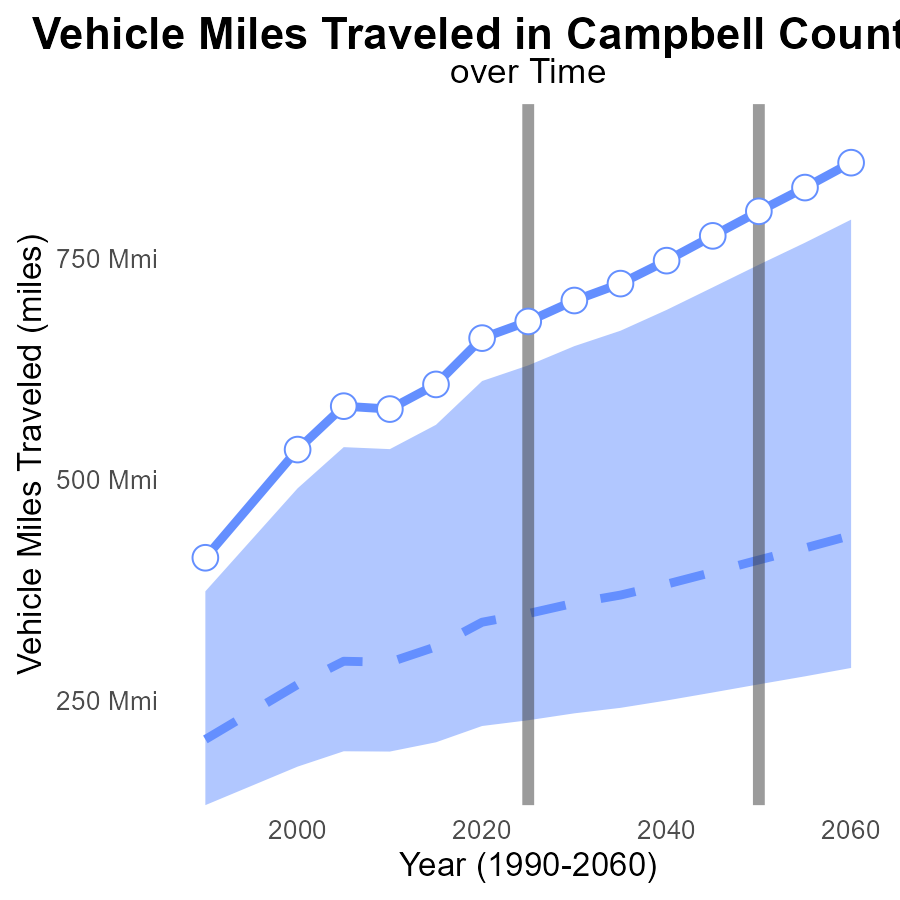 Vehicle Miles Traveled in Campbell Count
over Time
Vehicle Miles Traveled (miles)
750 Mmi
500 Mmi
250 Mmi
2000 2020 2040 2060
Year (1990-2060)